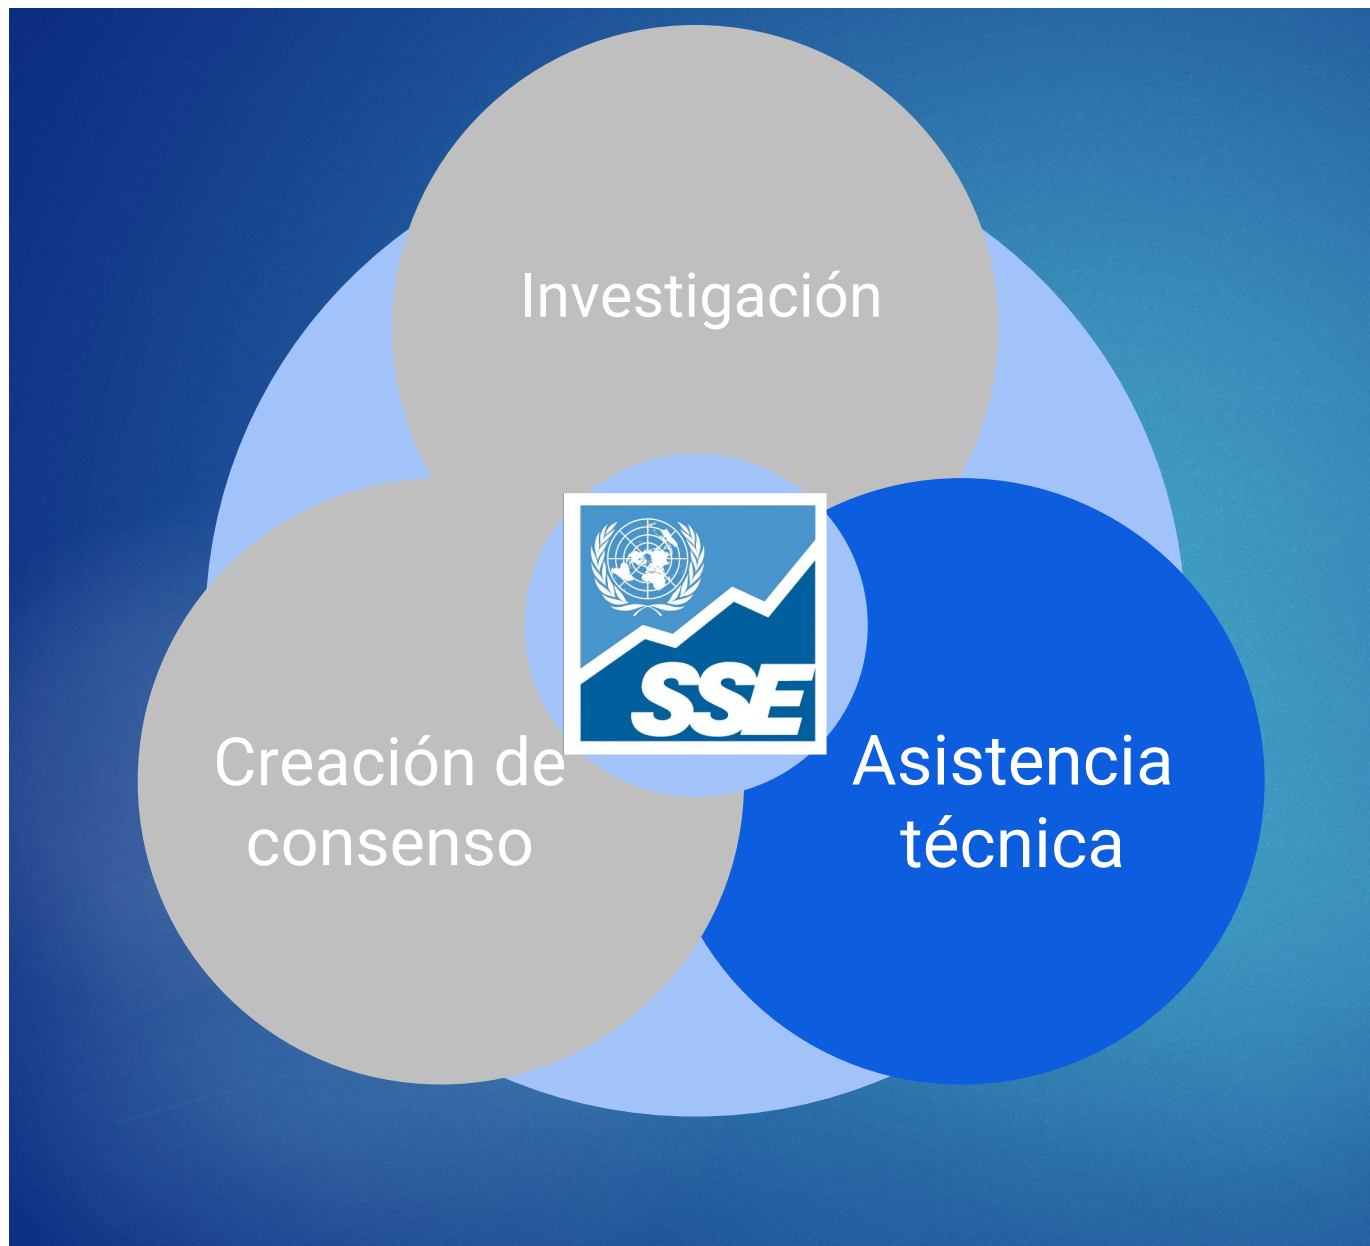 Investigación
SSE
Creación de
consenso
Asistencia
técnica